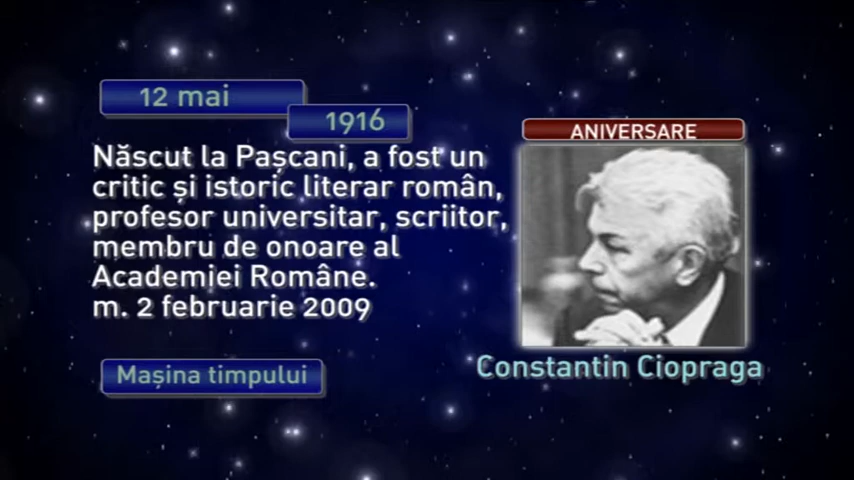 12 mai
1916
Născut la Pașcani, a fost un
critic și istoric literar român,
profesor universitar, scriitor,
membru de onoare al
Academiei Române.
m. 2 februarie 2009
Mașina timpului
ANIVERSARE
Constantin Ciopraga